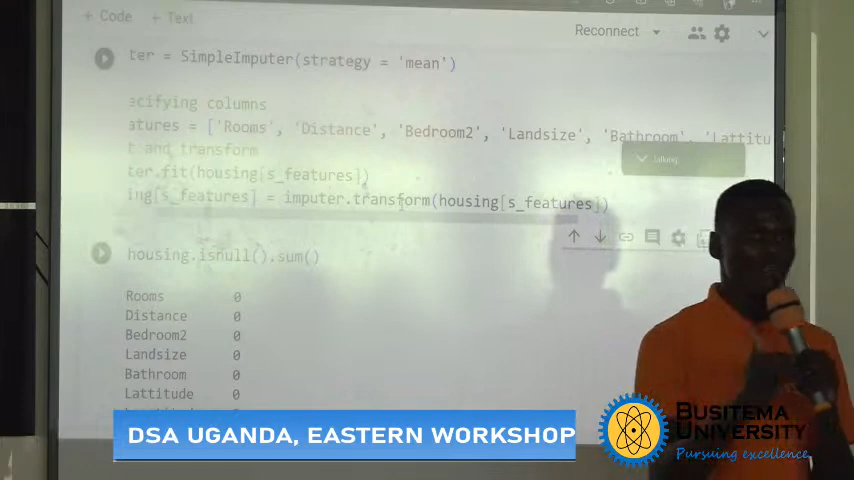 + Code + Text
Reconnect
ter = SimpleImputer(strategy = 'mean')
ecifying columns
atures = ['Rooms', 'Distance', 'Bedroom2', 'Landsize', 'Bathroom', 'Lattitu
t and transform
ter.fit(housing[s_features])
ing[s_features] = imputer.transform(housing[s_features])
Talking:
housing.isnull().sum()
Rooms 0
Distance 0
Bedroom2 0
Landsize 0
Bathroom 0
Lattitude 0
DSA UGANDA, EASTERN WORKSHOP
BUSITEMA
UNIVERSITY
Pursuing excellence